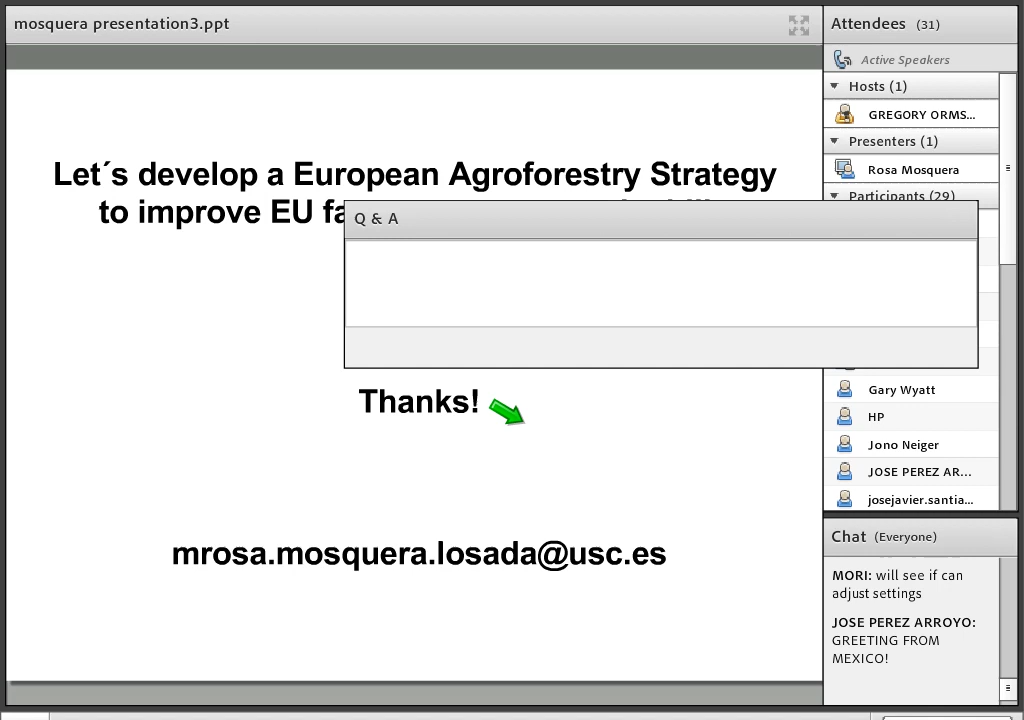 mosquera presentation3.ppt
Let´s develop a European Agroforestry Strategy
to improve EU
Thanks!
mrosa.mosquera.losada@usc.es
Q & A
Attendees (31)
Active Speakers
Hosts (1)
GREGORY ORMS...
Presenters (1)
Rosa Mosquera
Participants (29)
Gary Wyatt
HP
Jono Neiger
JOSE PEREZ AR...
josejavier.santia...
Chat (Everyone)
MORI: will see if can
adjust settings
JOSE PEREZ ARROYO:
GREETING FROM
MEXICO!